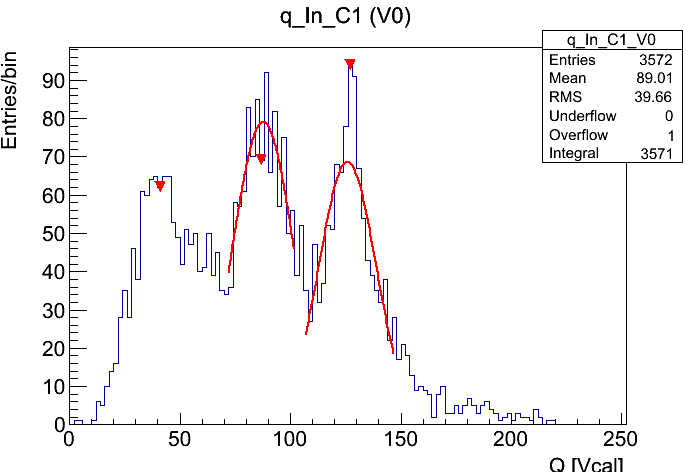 q_In_C1 (V0)
q_In_C1_V0
Entries 3572
Mean 89.01
RMS 39.66
Underflow 0
Overflow 1
Integral 3571
Entries/bin
90
80
70
60
50
40
30
20
10
0
0 50 100 150 200 250
Q [Vcal]